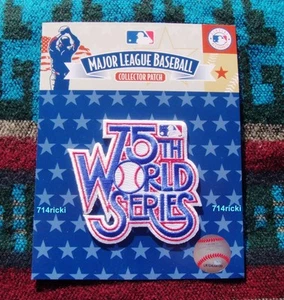 MAJOR LEAGUE BASEBALL
COLLECTOR PATCH
75TH
WORLD
SERIES
714ricki
714ricki